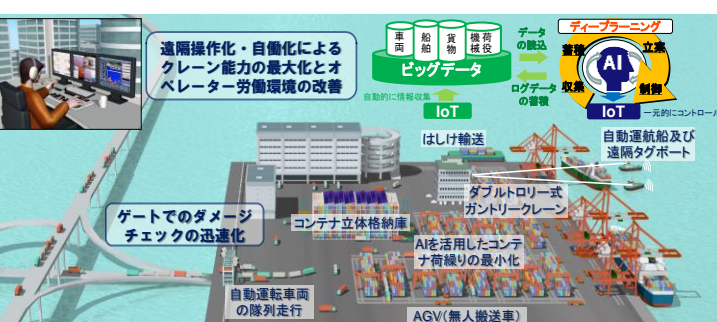 遠隔操作化・自働化による
クレーン能力の最大化とオ
ペレーター労働環境の改善
車両
船舶
貨物
荷役機械
ビッグデータ
自動的に情報収集
IoT
データ
の読込
ログデータ
の蓄積
ディープラーニング
蓄積
立案
AI
収集
制御
IoT
一元的にコントロール
はしけ輸送
自動運航船及び
遠隔タグボート
ダブルトロリー式
ガントリークレーン
ゲートでのダメージ
チェックの迅速化
コンテナ立体格納庫
AIを活用したコンテ
ナ荷繰りの最小化
自動運転車両
の隊列走行
AGV(無人搬送車)